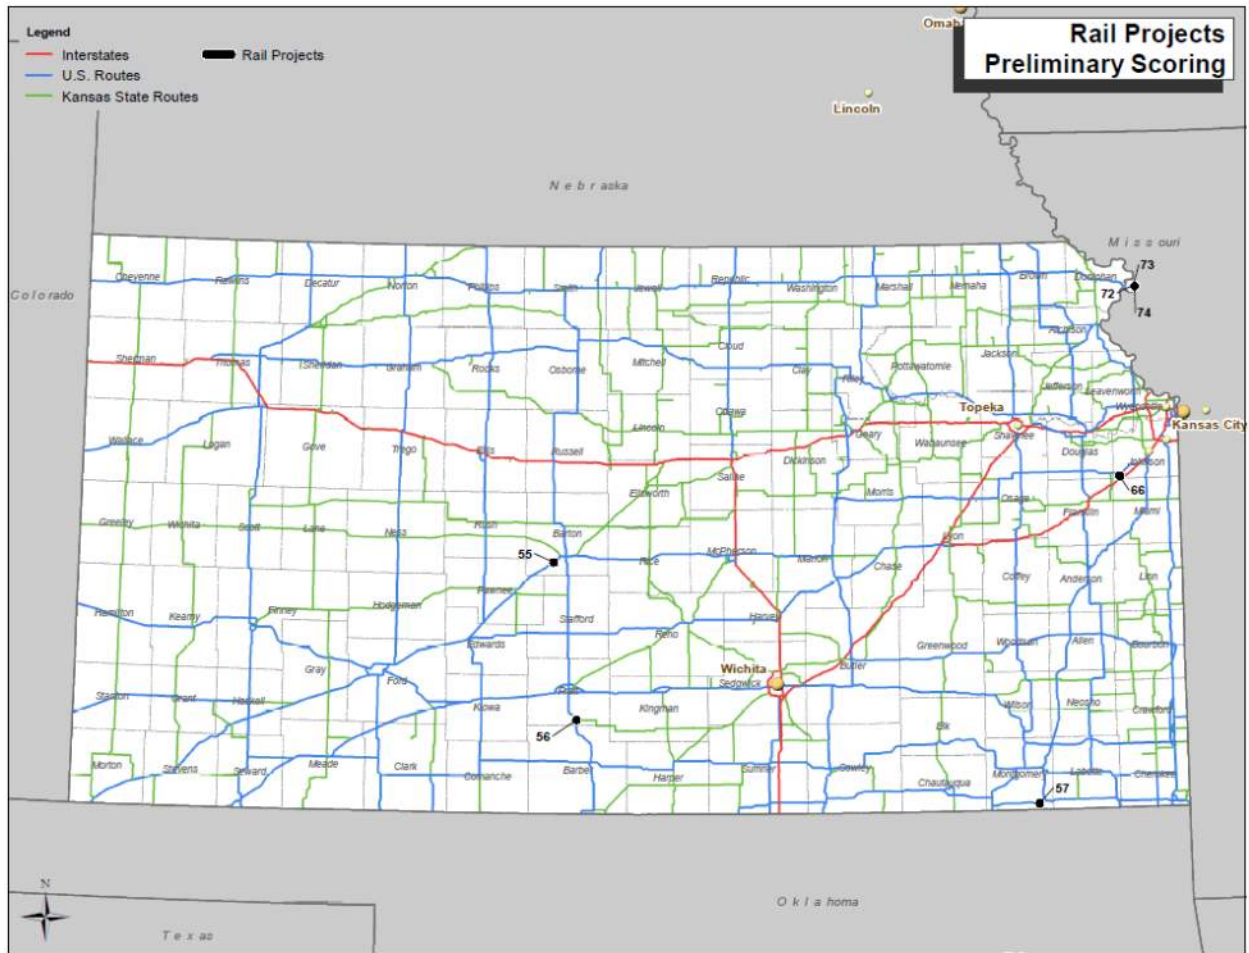 Legend
Interstates
Rail Projects
U.S. Routes
Kansas State Routes
Rail Projects
Preliminary Scoring
Lincoln
Nebraska
Missouri
Colorado
73
72
74
Cheyenne
Rawlins
Decatur
Norton
Phillips
Smith
Jewell
Republic
Washington
Marshall
Nemaha
Brown
Doniphan
Atchison
Sherman
Thomas
Sheridan
Graham
Rooks
Osborne
Mitchell
Cloud
Clay
Riley
Pottawatomie
Jackson
Jefferson
Leavenworth
Wyandotte
Topeka
Kansas City
Wallace
Logan
Gove
Trego
Ellis
Russell
Lincoln
Ottawa
Saline
Dickinson
Geary
Wabaunsee
Shawnee
Douglas
Johnson
66
Greeley
Wichita
Scott
Lane
Ness
Rush
Barton
Ellsworth
Rice
McPherson
Marion
Morris
Chase
Lyon
Osage
Franklin
Miami
55
Hamilton
Kearny
Finney
Hodgeman
Pawnee
Edwards
Stafford
Reno
Harvey
Butler
Greenwood
Coffey
Anderson
Linn
Woodson
Allen
Bourbon
Wichita
Sedgwick
Stanton
Grant
Haskell
Gray
Ford
Kiowa
Pratt
Kingman
Elk
Wilson
Neosho
Crawford
56
Morton
Stevens
Seward
Meade
Clark
Comanche
Barber
Harper
Sumner
Cowley
Chautauqua
Montgomery
Labette
Cherokee
57
N
Oklahoma
Texas